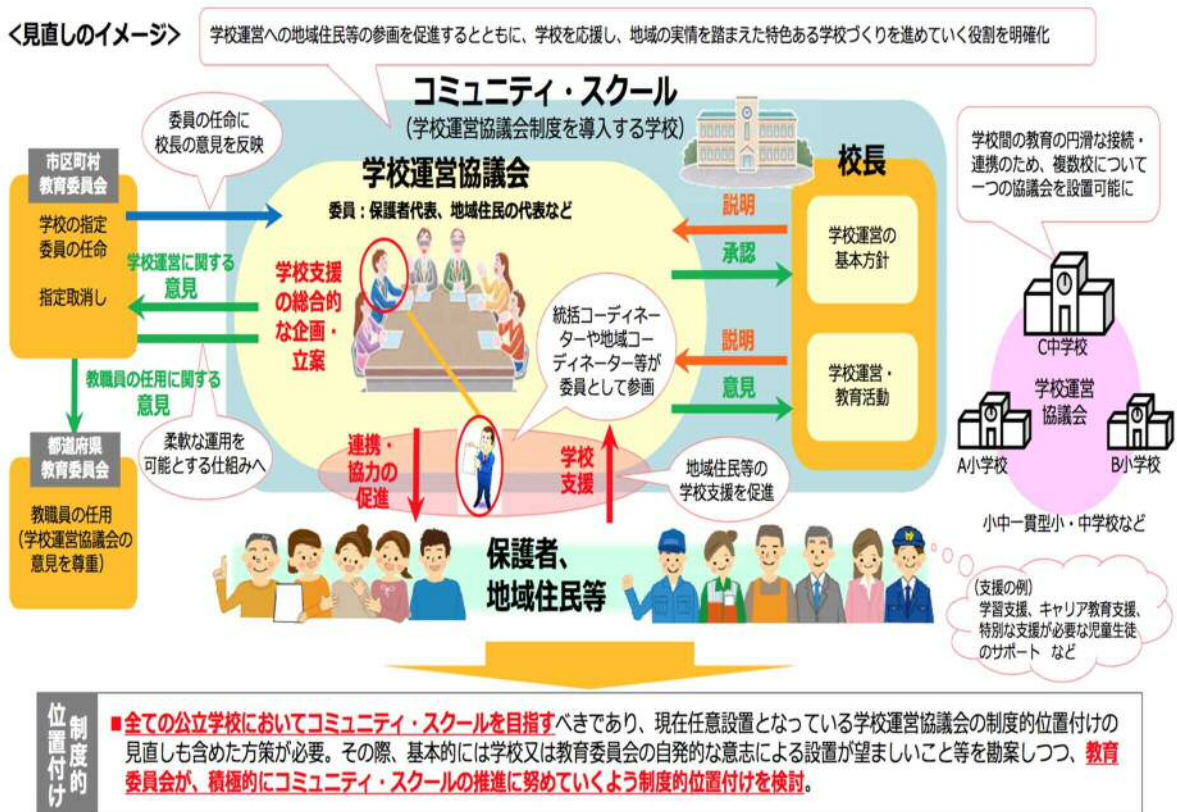 <見直しのイメージ>
学校運営への地域住民等の参画を促進するとともに、学校を応援し、地域の実情を踏まえた特色ある学校づくりを進めていく役割を明確化
コミュニティ・スクール
(学校運営協議会制度を導入する学校)
委員の任命に
校長の意見を反映
市区町村
教育委員会
学校の指定
委員の任命
指定取消し
学校運営に関する
意見
教職員の任用に関する
意見
柔軟な運用を
可能とする仕組みへ
都道府県
教育委員会
教職員の任用
(学校運営協議会の
意見を尊重)
学校運営協議会
委員:保護者代表、地域住民の代表など
学校支援
の総合的
な企画・
立案
統括コーディネー
ターや地域コー
ディネーター等が
委員として参画
説明
承認
説明
意見
校長
学校運営の
基本方針
学校運営・
教育活動
連携・
協力の
促進
学校
支援
地域住民等の
学校支援を促進
保護者、
地域住民等
学校間の教育の円滑な接続・
連携のため、複数校について
一つの協議会を設置可能に
C中学校
学校運営
協議会
A小学校
B小学校
小中一貫型小・中学校など
(支援の例)
学習支援、キャリア教育支援、
特別な支援が必要な児童生徒
のサポート など
制度的
位置付け
■全ての公立学校においてコミュニティ・スクールを目指すべきであり、現在任意設置となっている学校運営協議会の制度的位置付けの
見直しも含めた方策が必要。その際、基本的には学校又は教育委員会の自発的な意志による設置が望ましいこと等を勘案しつつ、教育
委員会が、積極的にコミュニティ・スクールの推進に努めていくよう制度的位置付けを検討。